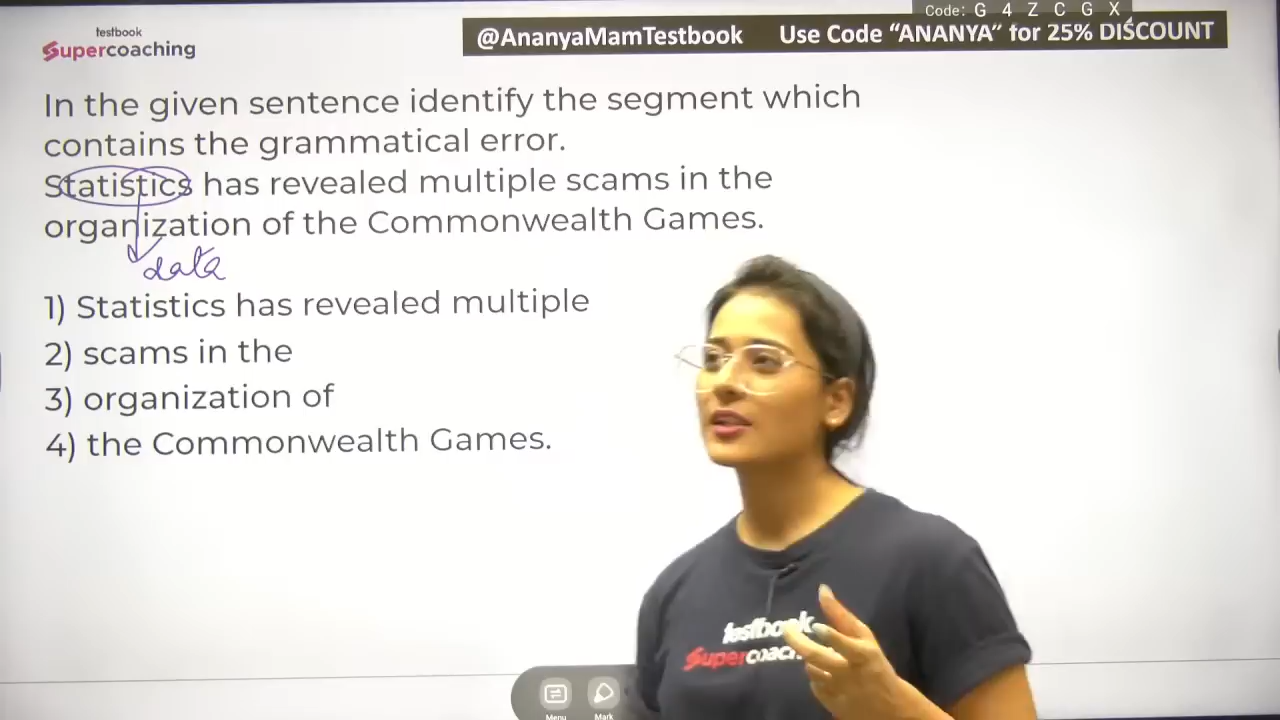 Code: G 4 Z C G X
testbook
Supercoaching
@AnanyaMamTestbook Use Code “ANANYA” for 25% DISCOUNT
In the given sentence identify the segment which
contains the grammatical error.
Statistics has revealed multiple scams in the
organization of the Commonwealth Games.
data
1) Statistics has revealed multiple
2) scams in the
3) organization of
4) the Commonwealth Games.
testbook
Supercoach
Menu
Mark